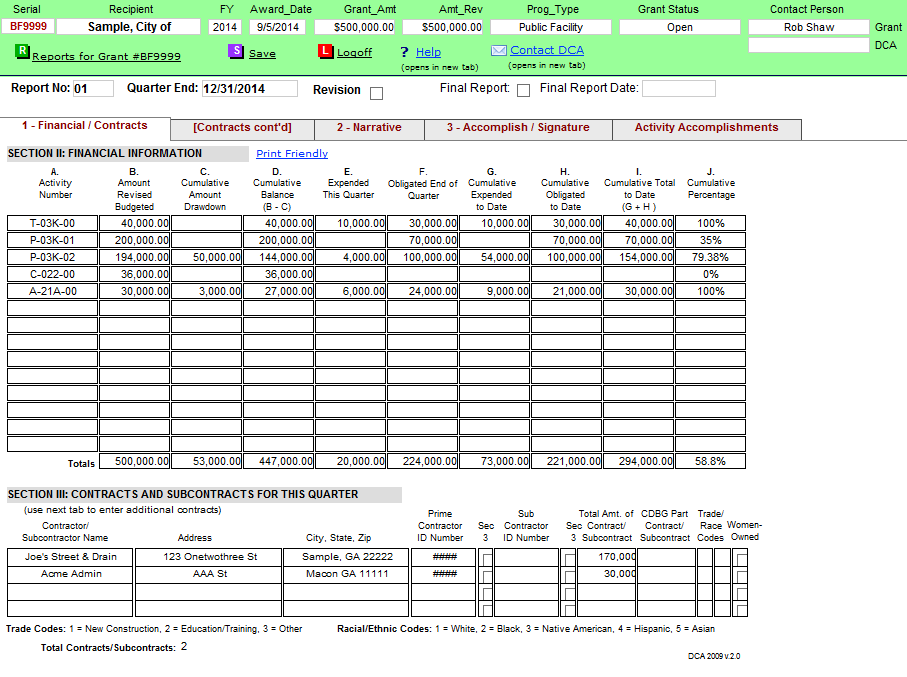 Serial Recipient FY Award_Date Grant_Amt Amt_Rev Prog_Type Grant Status Contact Person
BF9999 Sample, City of 2014 9/5/2014 $500,000.00 $500,000.00 Public Facility Open Rob Shaw Grant
DCA
R Reports for Grant #BF9999 S Save L Logoff ? Help Contact DCA
(opens in new tab) (opens in new tab)
Report No: 01 Quarter End: 12/31/2014 Revision Final Report: Final Report Date:
1 - Financial / Contracts [Contracts cont'd] 2 - Narrative 3 - Accomplish / Signature Activity Accomplishments
SECTION II: FINANCIAL INFORMATION Print Friendly
A. B. C. D. E. F. G. H. I. J.
Activity Amount Cumulative Cumulative Expended Obligated End of Cumulative Cumulative Cumulative Total Cumulative
Number Revised Amount Balance This Quarter Quarter Expended Obligated to Date Percentage
Budgeted Drawdown (B - C) to Date to Date (G + H )
T-03K-00 40,000.00 40,000.00 10,000.00 30,000.00 10,000.00 30,000.00 40,000.00 100%
P-03K-01 200,000.00 200,000.00 70,000.00 70,000.00 70,000.00 35%
P-03K-02 194,000.00 50,000.00 144,000.00 4,000.00 100,000.00 54,000.00 100,000.00 154,000.00 79.38%
C-022-00 36,000.00 36,000.00 0%
A-21A-00 30,000.00 3,000.00 27,000.00 6,000.00 24,000.00 9,000.00 21,000.00 30,000.00 100%
Totals 500,000.00 53,000.00 447,000.00 20,000.00 224,000.00 73,000.00 221,000.00 294,000.00 58.8%
SECTION III: CONTRACTS AND SUBCONTRACTS FOR THIS QUARTER
(use next tab to enter additional contracts)
Prime Sub Total Amt. of CDBG Part Trade/
Contractor/ Contractor Sec Contractor Sec Contract/ Contract/ Race Women-
Subcontractor Name Address City, State, Zip ID Number 3 ID Number 3 Subcontract Subcontract Codes Owned
Joe's Street & Drain 123 Onetwothree St Sample, GA 22222 #### 170,000
Acme Admin AAA St Macon GA 11111 #### 30,000
Trade Codes: 1 = New Construction, 2 = Education/Training, 3 = Other Racial/Ethnic Codes: 1 = White, 2 = Black, 3 = Native American, 4 = Hispanic, 5 = Asian
Total Contracts/Subcontracts: 2
DCA 2009 v.2.0